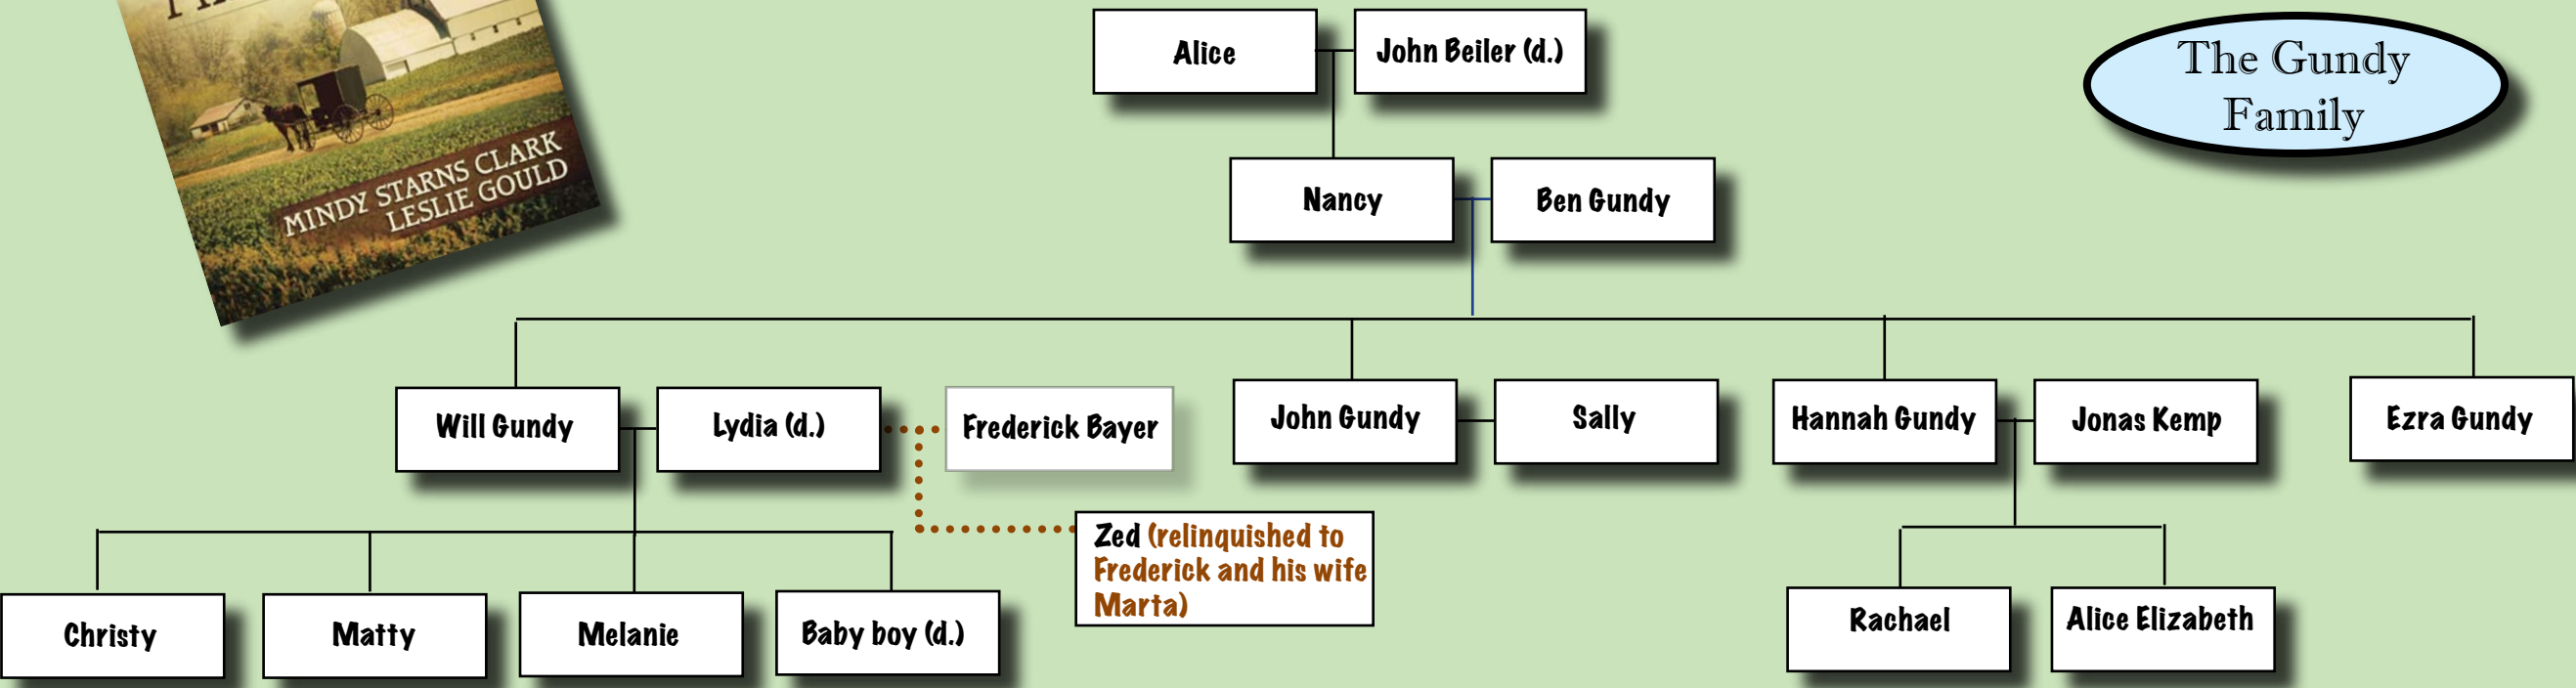 MINDY STARNS CLARK
LESLIE GOULD
Alice
John Beiler (d.)
The Gundy
Family
Nancy
Ben Gundy
Will Gundy
Lydia (d.)
Frederick Bayer
John Gundy
Sally
Hannah Gundy
Jonas Kemp
Ezra Gundy
Zed (relinquished to
Frederick and his wife
Marta)
Christy
Matty
Melanie
Baby boy (d.)
Rachael
Alice Elizabeth